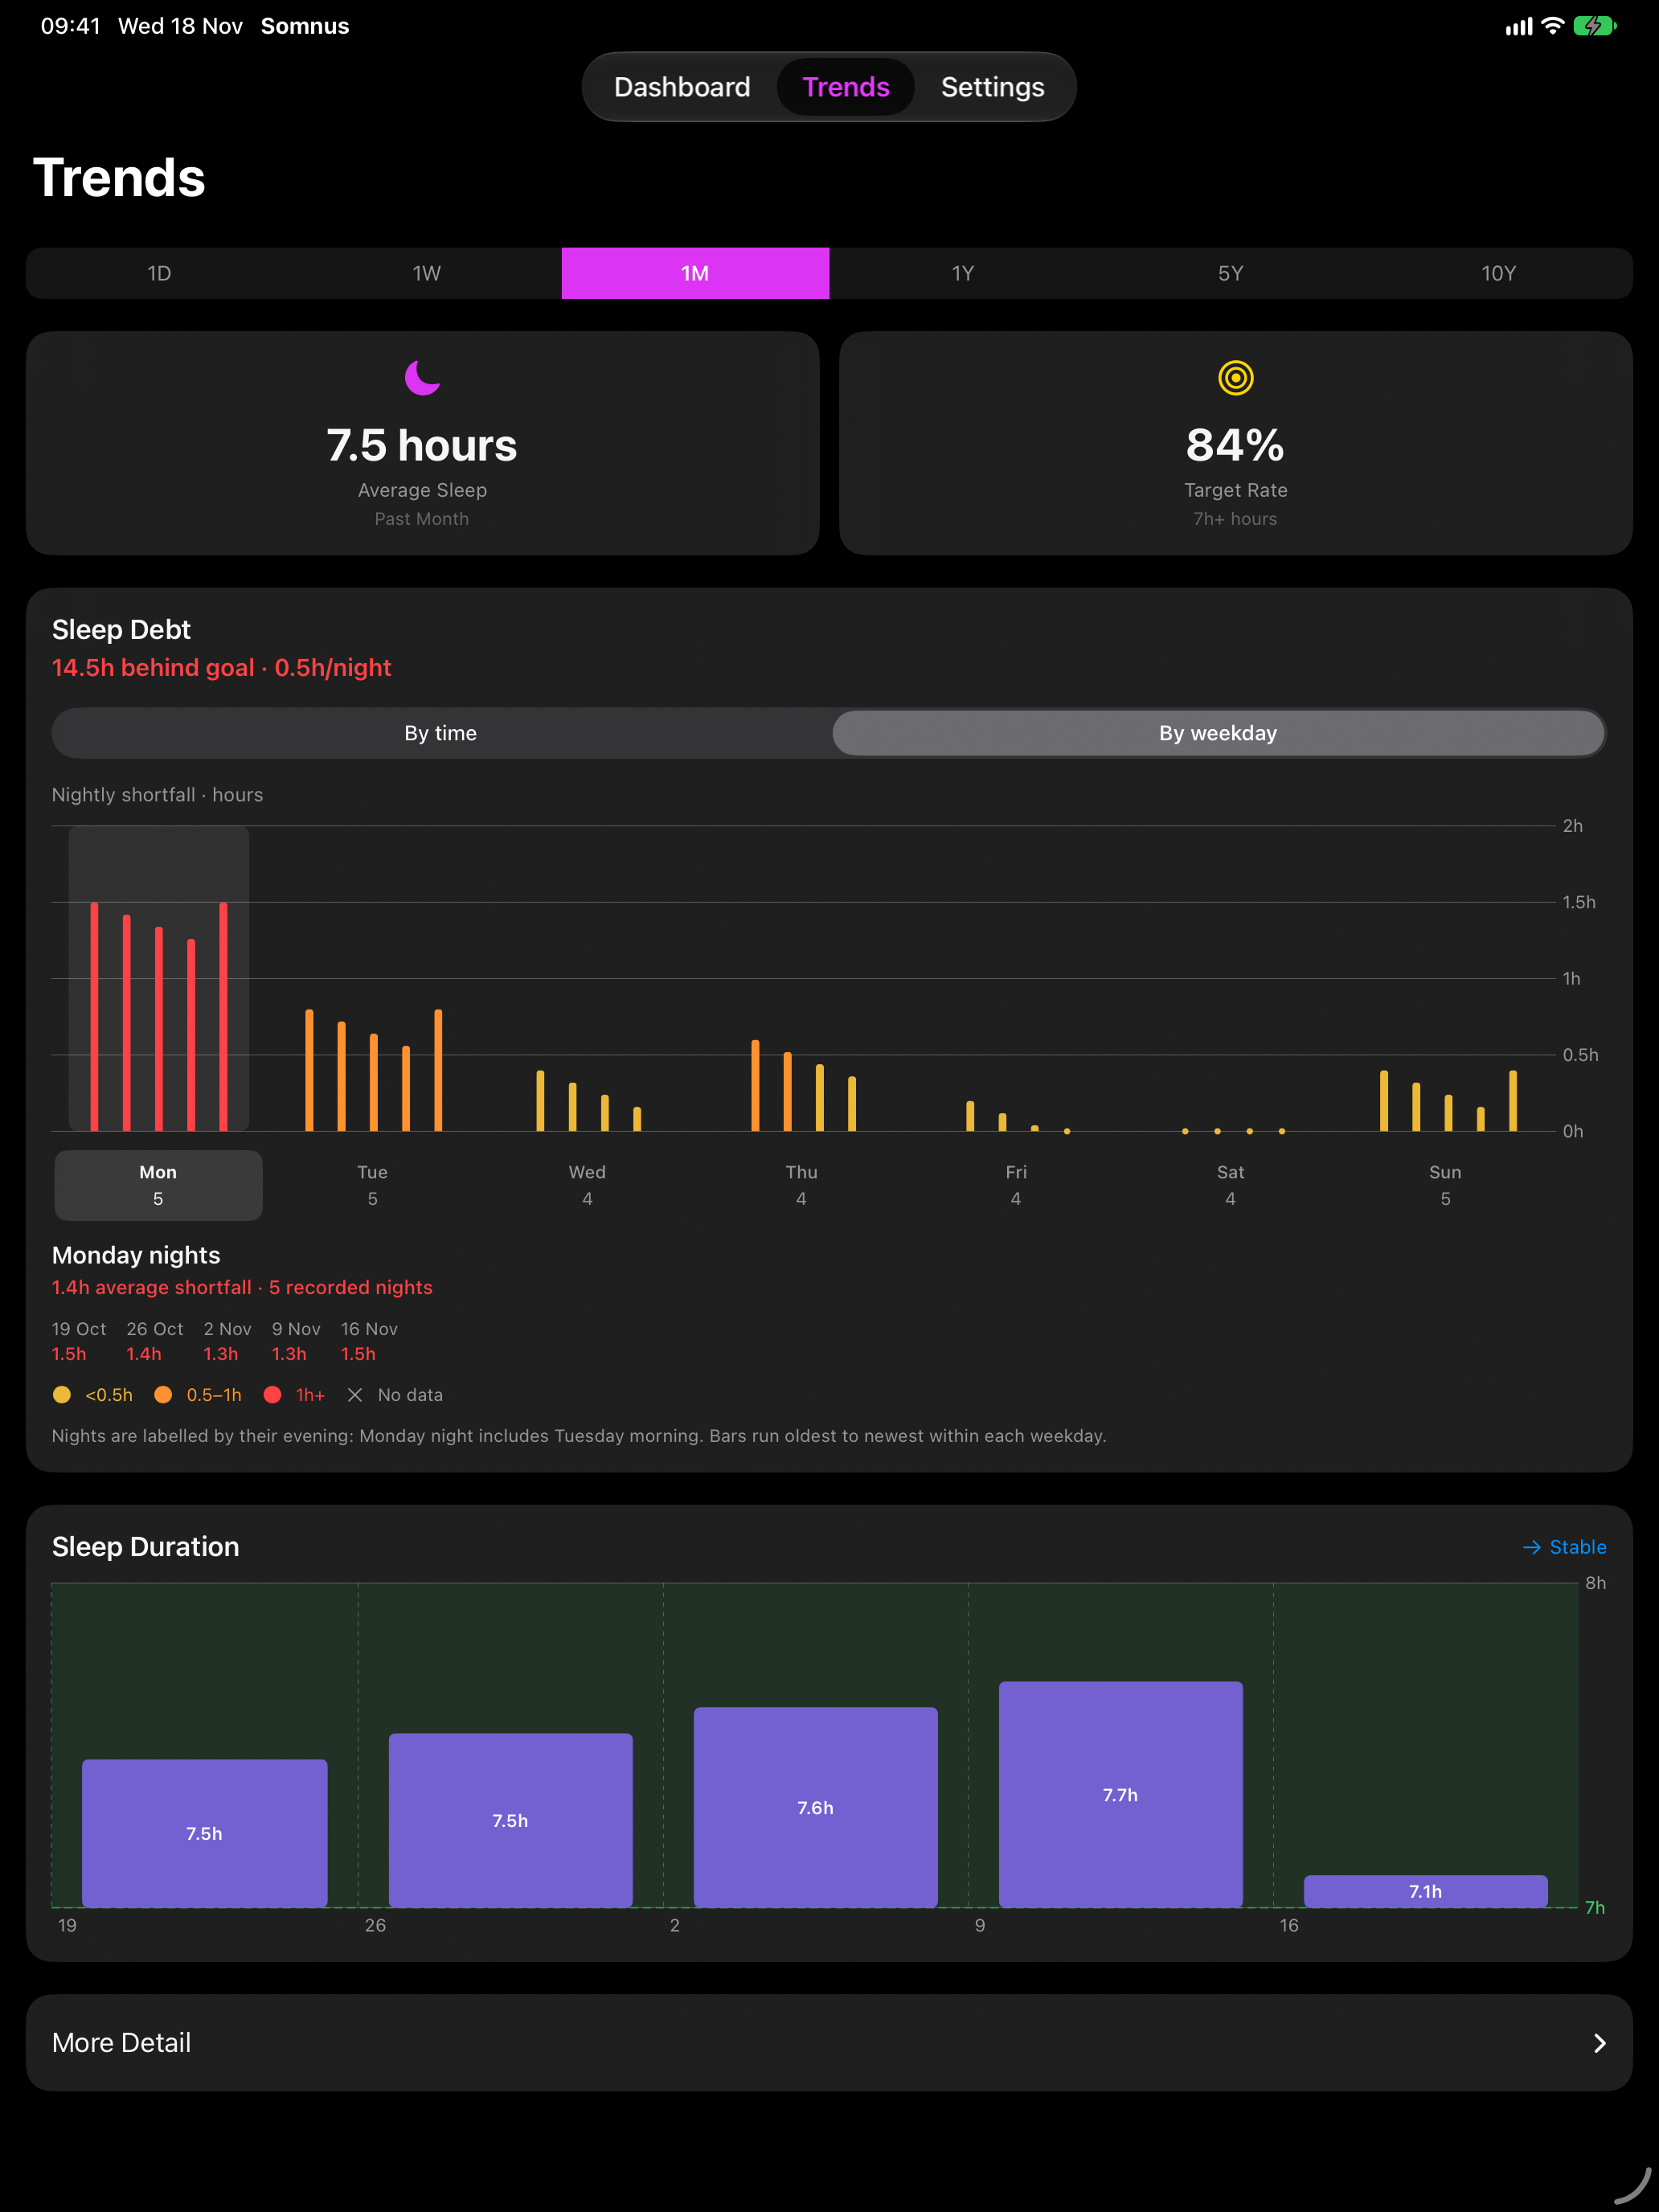 09:41 Wed 18 Nov Somnus
Dashboard Trends Settings
Trends
1D 1W 1M 1Y 5Y 10Y
7.5 hours
Average Sleep
Past Month
84%
Target Rate
7h+ hours
Sleep Debt
14.5h behind goal · 0.5h/night
By time By weekday
Nightly shortfall · hours
2h
1.5h
1h
0.5h
0h
Mon Tue Wed Thu Fri Sat Sun
5 5 4 4 4 4 5
Monday nights
1.4h average shortfall · 5 recorded nights
19 Oct 26 Oct 2 Nov 9 Nov 16 Nov
1.5h 1.4h 1.3h 1.3h 1.5h
<0.5h 0.5–1h 1h+ No data
Nights are labelled by their evening: Monday night includes Tuesday morning. Bars run oldest to newest within each weekday.
Sleep Duration
→ Stable
8h
7.5h 7.5h 7.6h 7.7h 7.1h
7h
19 26 2 9 16
More Detail